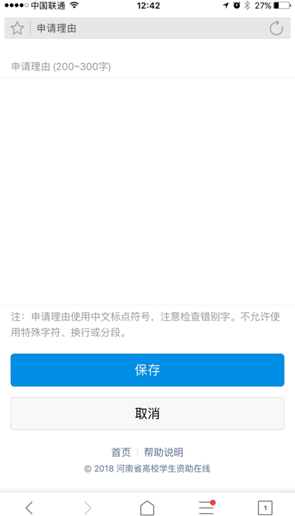 中国联通 12:42 27%
申请理由
申请理由 (200~300字)
注：申请理由使用中文标点符号，注意检查错别字。不允许使
用特殊字符、换行或分段。
保存
取消
首页 | 帮助说明
© 2018 河南省高校学生资助在线
1